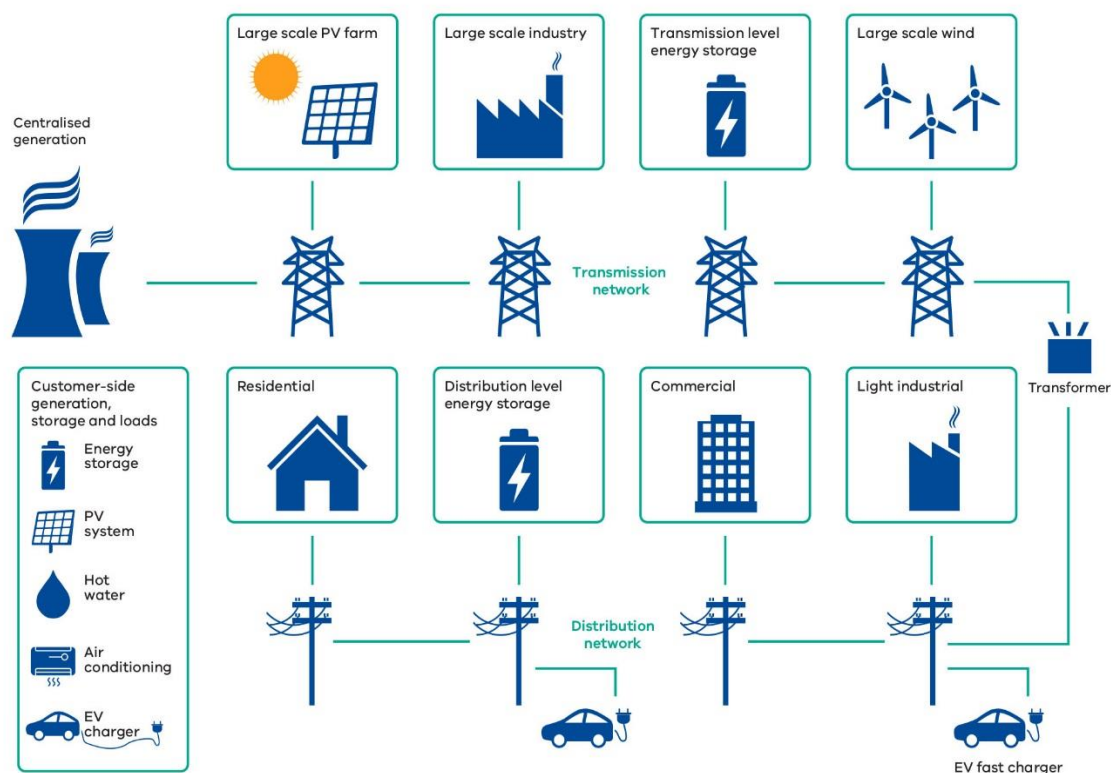 Large scale PV farm
Large scale industry
Transmission level
energy storage
Large scale wind
Centralised
generation
Transmission
network
Transformer
Customer-side
generation,
storage and loads
Energy
storage
PV
system
Hot
water
Air
conditioning
EV
charger
Residential
Distribution level
energy storage
Commercial
Light industrial
Distribution
network
EV fast charger